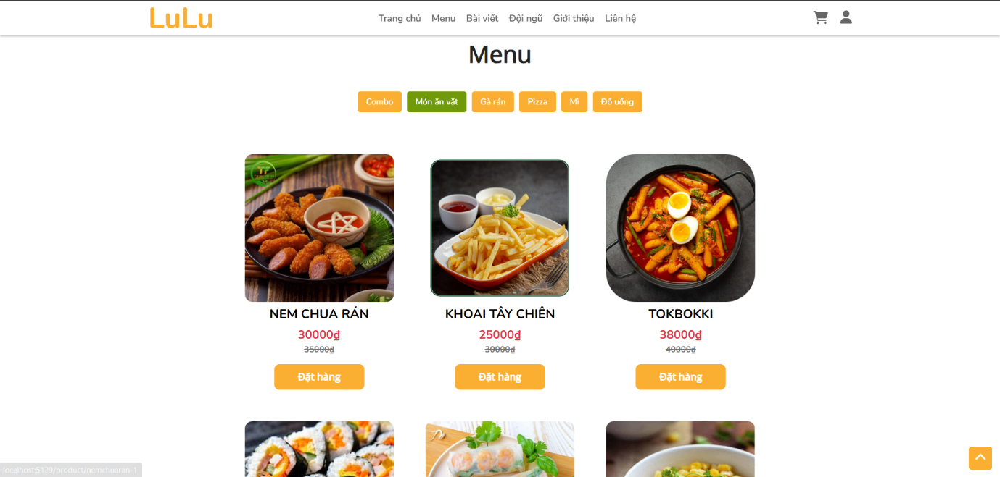 LuLu
Trang chủ Menu Bài viết Đội ngũ Giới thiệu Liên hệ
Menu
Combo Món ăn vặt Gà rán Pizza Mì Đồ uống
TF
NEM CHUA RÁN KHOAI TÂY CHIÊN TOKBOKKI
30000₫ 25000₫ 38000₫
35000₫ 30000₫ 40000₫
Đặt hàng Đặt hàng Đặt hàng
localhost:5129/product/nemchuaran-1